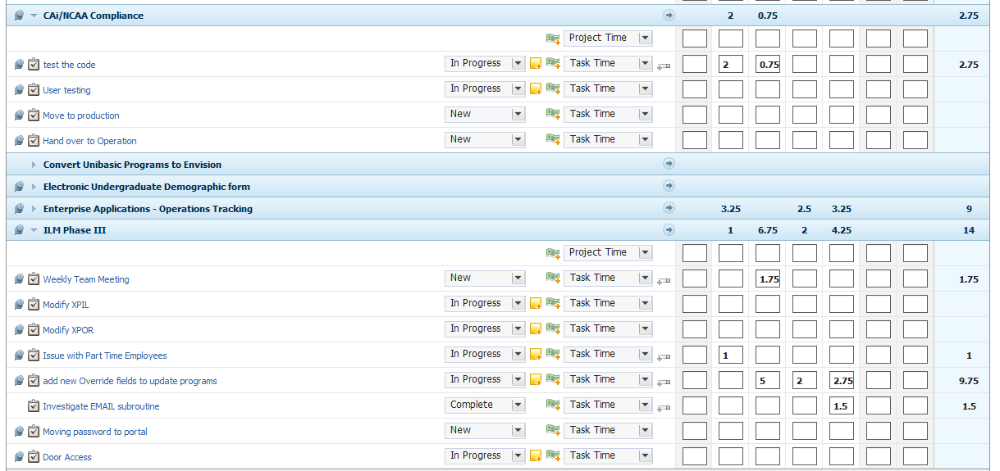 CAi/NCAA Compliance 2 0.75 2.75
Project Time
test the code In Progress Task Time 2 0.75 2.75
User testing In Progress Task Time
Move to production New Task Time
Hand over to Operation New Task Time
Convert Unibasic Programs to Envision
Electronic Undergraduate Demographic form
Enterprise Applications - Operations Tracking 3.25 2.5 3.25 9
ILM Phase III 1 6.75 2 4.25 14
Project Time
Weekly Team Meeting New Task Time 1.75 1.75
Modify XPIL In Progress Task Time
Modify XPOR In Progress Task Time
Issue with Part Time Employees In Progress Task Time 1 1
add new Override fields to update programs In Progress Task Time 5 2 2.75 9.75
Investigate EMAIL subroutine Complete Task Time 1.5 1.5
Moving password to portal New Task Time
Door Access In Progress Task Time